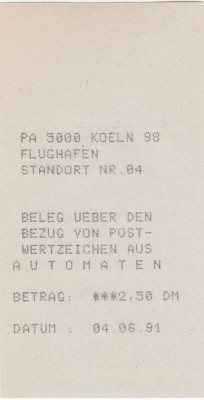 PA 5000 KOELN 98
FLUGHAFEN
STANDORT NR.04
BELEG UEBER DEN
BEZUG VON POST-
WERTZEICHEN AUS
A U T O M A T E N
BETRAG: ***2,50 DM
DATUM : 04.06.91